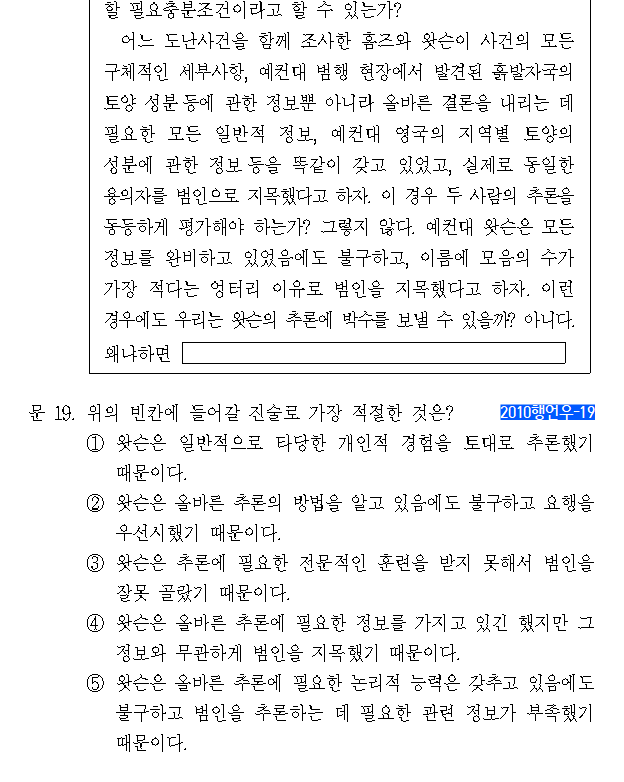 할 필요충분조건이라고 할 수 있는가?
어느 도난사건을 함께 조사한 홈즈와 왓슨이 사건의 모든
구체적인 세부사항, 예컨대 범행 현장에서 발견된 흙발자국의
토양 성분 등에 관한 정보뿐 아니라 올바른 결론을 내리는 데
필요한 모든 일반적 정보, 예컨대 영국의 지역별 토양의
성분에 관한 정보 등을 똑같이 갖고 있었고, 실제로 동일한
용의자를 범인으로 지목했다고 하자. 이 경우 두 사람의 추론을
동등하게 평가해야 하는가? 그렇지 않다. 예컨대 왓슨은 모든
정보를 완비하고 있었음에도 불구하고, 이름에 모음의 수가
가장 적다는 엉터리 이유로 범인을 지목했다고 하자. 이런
경우에도 우리는 왓슨의 추론에 박수를 보낼 수 있을까? 아니다.
왜냐하면
문 19. 위의 빈칸에 들어갈 진술로 가장 적절한 것은? 2010행언우-19
① 왓슨은 일반적으로 타당한 개인적 경험을 토대로 추론했기
때문이다.
② 왓슨은 올바른 추론의 방법을 알고 있음에도 불구하고 요행을
우선시했기 때문이다.
③ 왓슨은 추론에 필요한 전문적인 훈련을 받지 못해서 범인을
잘못 골랐기 때문이다.
④ 왓슨은 올바른 추론에 필요한 정보를 가지고 있긴 했지만 그
정보와 무관하게 범인을 지목했기 때문이다.
⑤ 왓슨은 올바른 추론에 필요한 논리적 능력은 갖추고 있음에도
불구하고 범인을 추론하는 데 필요한 관련 정보가 부족했기
때문이다.